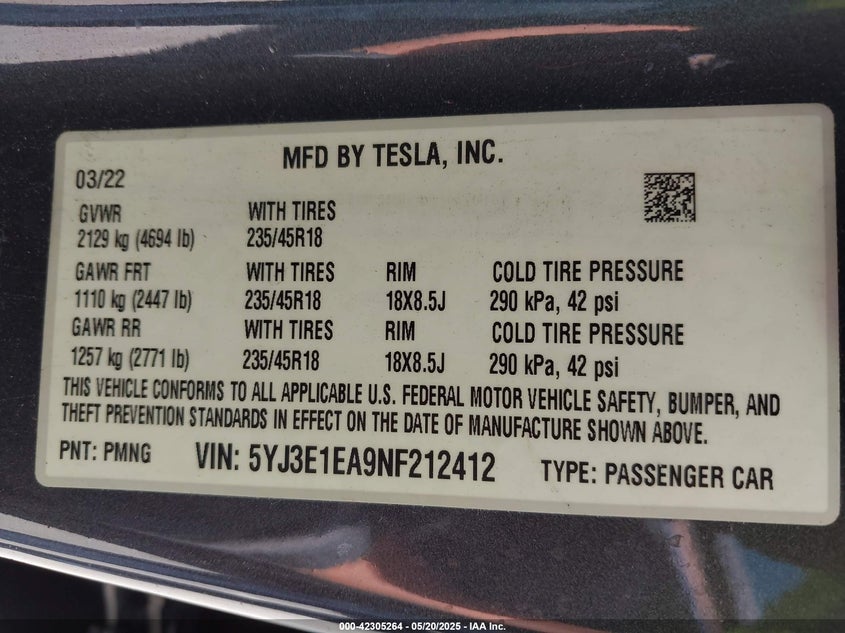 MFD BY TESLA, INC.
03/22
GVWR WITH TIRES
2129 kg (4694 lb) 235/45R18
GAWR FRT WITH TIRES RIM COLD TIRE PRESSURE
1110 kg (2447 lb) 235/45R18 18X8.5J 290 kPa, 42 psi
GAWR RR WITH TIRES RIM COLD TIRE PRESSURE
1257 kg (2771 lb) 235/45R18 18X8.5J 290 kPa, 42 psi
THIS VEHICLE CONFORMS TO ALL APPLICABLE U.S. FEDERAL MOTOR VEHICLE SAFETY, BUMPER, AND
THEFT PREVENTION STANDARDS IN EFFECT ON THE DATE OF MANUFACTURE SHOWN ABOVE.
PNT: PMNG VIN: 5YJ3E1EA9NF212412 TYPE: PASSENGER CAR
000-42305264 - 05/20/2025 - IAA Inc.